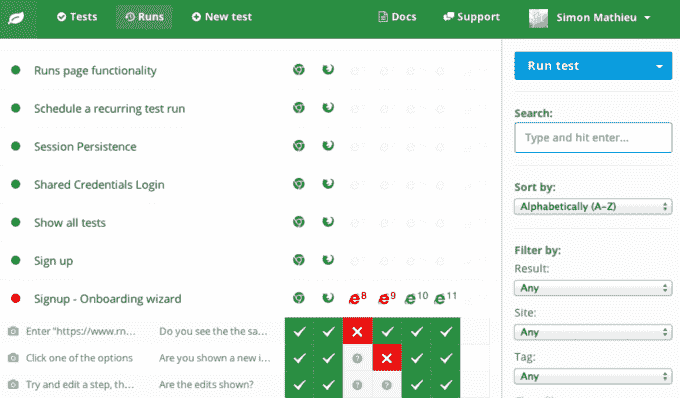 Tests Runs New test Docs Support Simon Mathieu
Runs page functionality
Schedule a recurring test run
Session Persistence
Shared Credentials Login
Show all tests
Sign up
Signup - Onboarding wizard 8 9 10 11
Enter "https://www.rn... Do you see the the sa...
Click one of the options Are you shown a new i...
Try and edit a step, th... Are the edits shown?
Run test
Search:
Type and hit enter...
Sort by:
Alphabetically (A-Z)
Filter by:
Result:
Any
Site:
Any
Tag:
Any